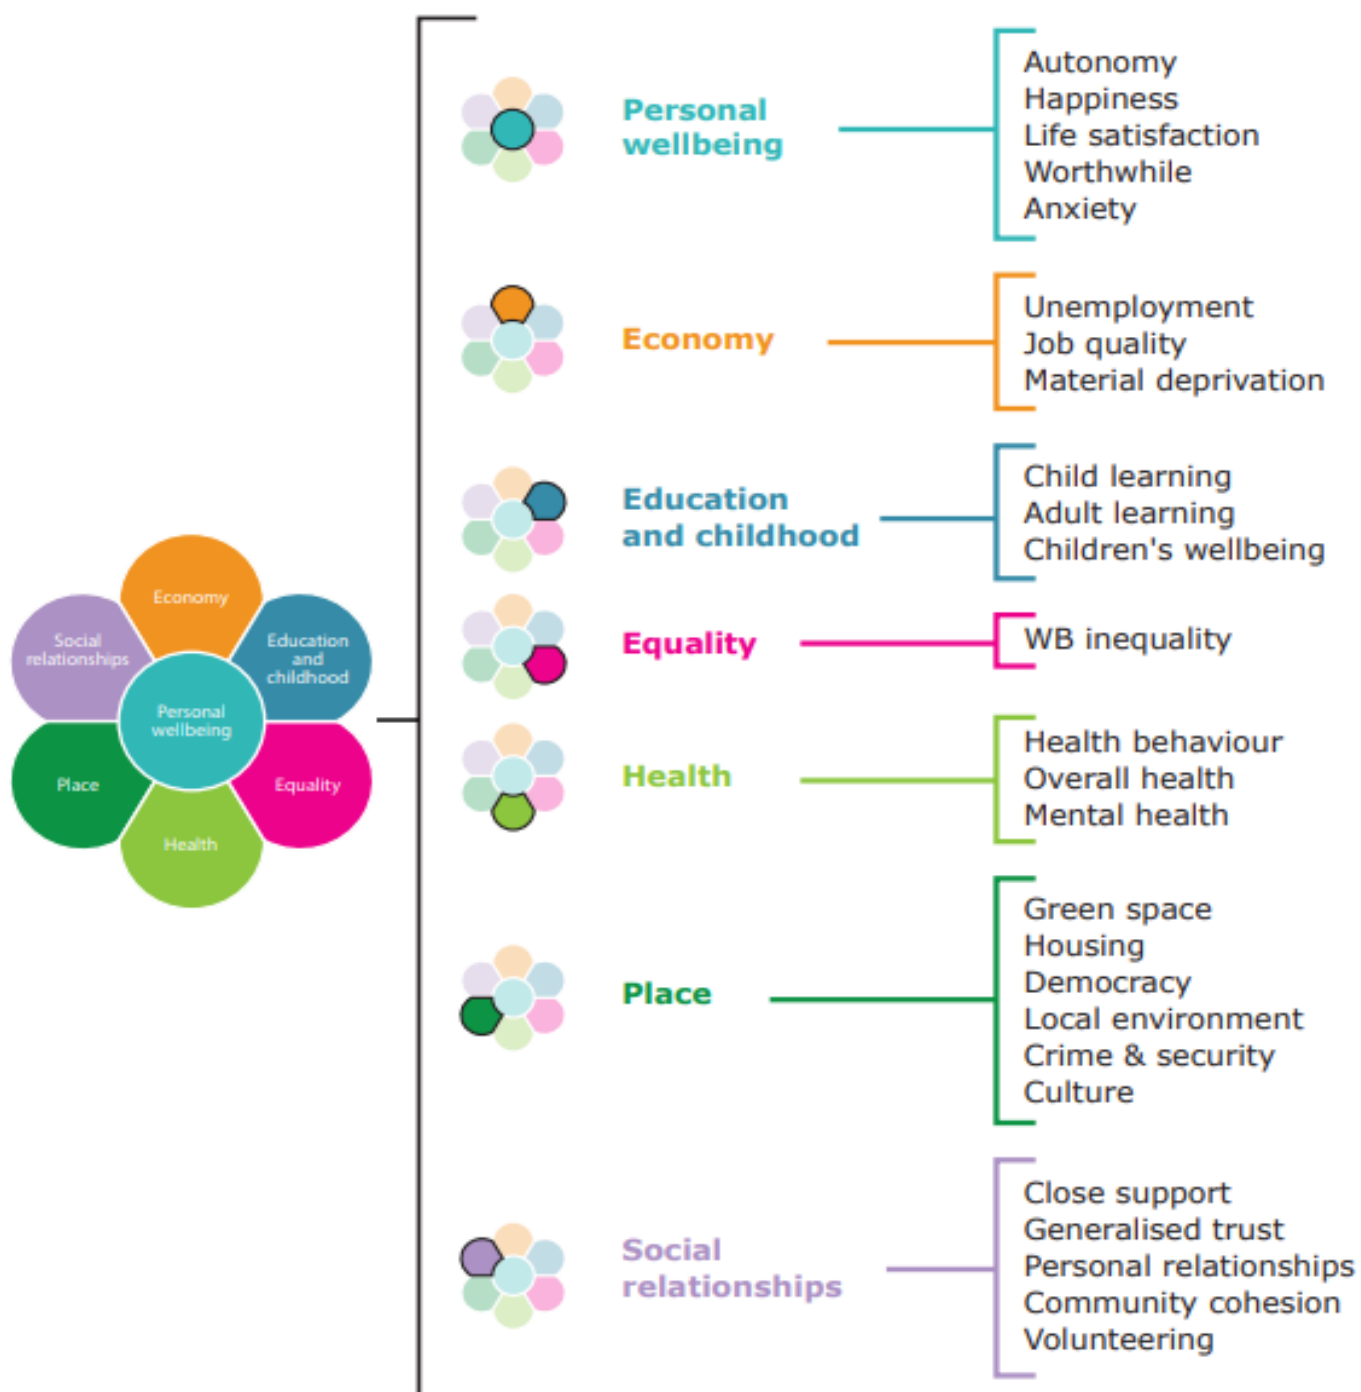 Economy
Social
relationships
Education
and
childhood
Personal
wellbeing
Place
Equality
Health
Personal
wellbeing
Autonomy
Happiness
Life satisfaction
Worthwhile
Anxiety
Economy
Unemployment
Job quality
Material deprivation
Education
and childhood
Child learning
Adult learning
Children's wellbeing
Equality
WB inequality
Health
Health behaviour
Overall health
Mental health
Place
Green space
Housing
Democracy
Local environment
Crime & security
Culture
Social
relationships
Close support
Generalised trust
Personal relationships
Community cohesion
Volunteering